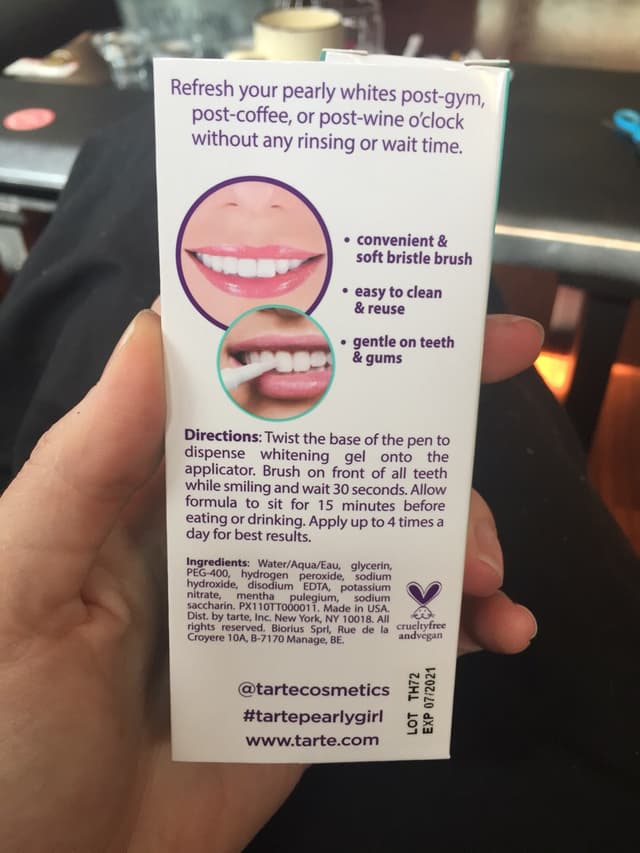 Refresh your pearly whites post-gym,
post-coffee, or post-wine o'clock
without any rinsing or wait time.
• convenient &
soft bristle brush
• easy to clean
& reuse
• gentle on teeth
& gums
Directions: Twist the base of the pen to
dispense whitening gel onto the
applicator. Brush on front of all teeth
while smiling and wait 30 seconds. Allow
formula to sit for 15 minutes before
eating or drinking. Apply up to 4 times a
day for best results.
Ingredients: Water/Aqua/Eau, glycerin,
PEG-400, hydrogen peroxide, sodium
hydroxide, disodium EDTA, potassium
nitrate, mentha pulegium, sodium
saccharin. PX110TT000011. Made in USA.
Dist. by tarte, Inc. New York, NY 10018. All
rights reserved. Biorius Sprl, Rue de la
Croyere 10A, B-7170 Manage, BE.
crueltyfree
andvegan
@tartecosmetics
#tartepearlygirl
www.tarte.com
LOT TH72
EXP 07/2021